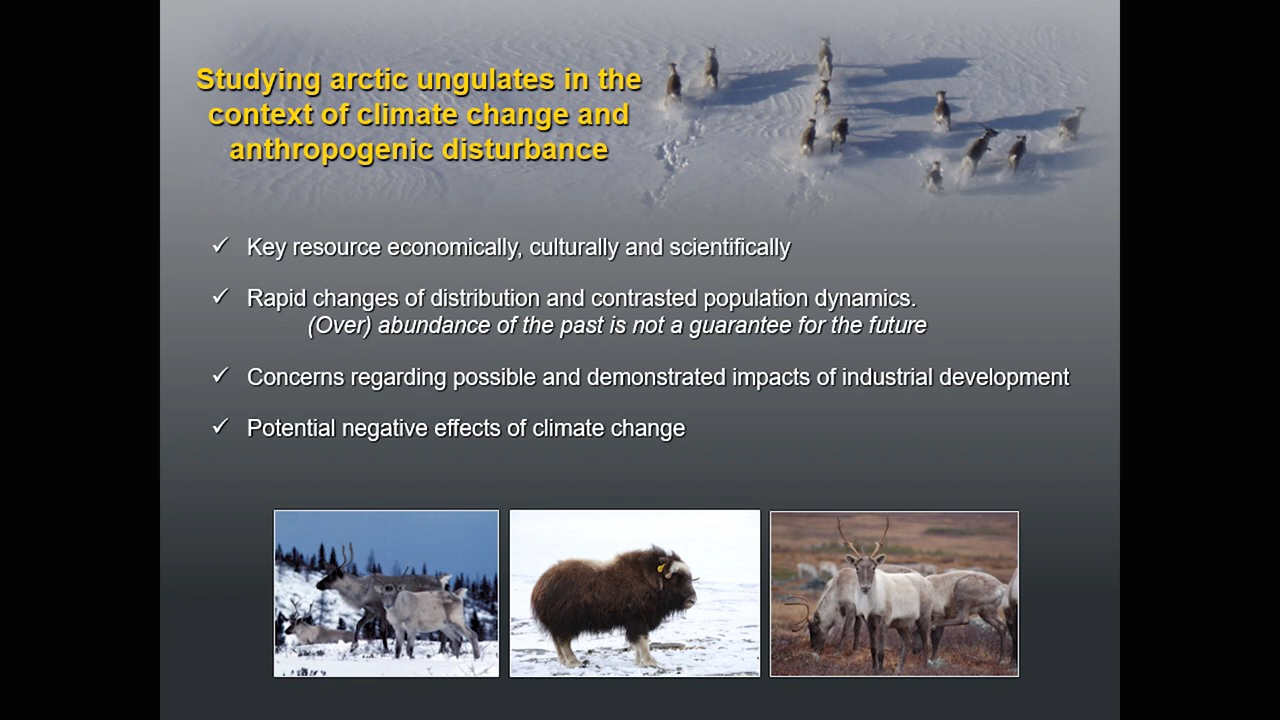 Studying arctic ungulates in the
context of climate change and
anthropogenic disturbance
✓ Key resource economically, culturally and scientifically
✓ Rapid changes of distribution and contrasted population dynamics.
(Over) abundance of the past is not a guarantee for the future
✓ Concerns regarding possible and demonstrated impacts of industrial development
✓ Potential negative effects of climate change